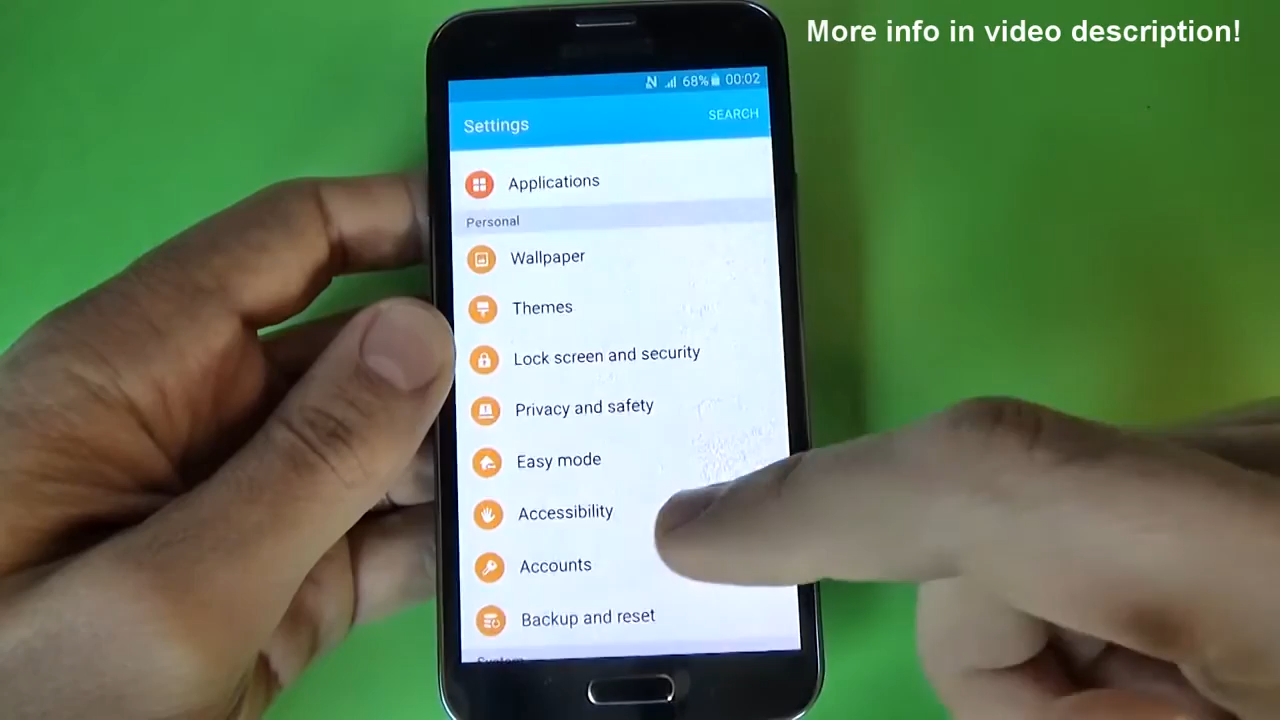 More info in video description!
68% 00:02
Settings SEARCH
Applications
Personal
Wallpaper
Themes
Lock screen and security
Privacy and safety
Easy mode
Accessibility
Accounts
Backup and reset
System